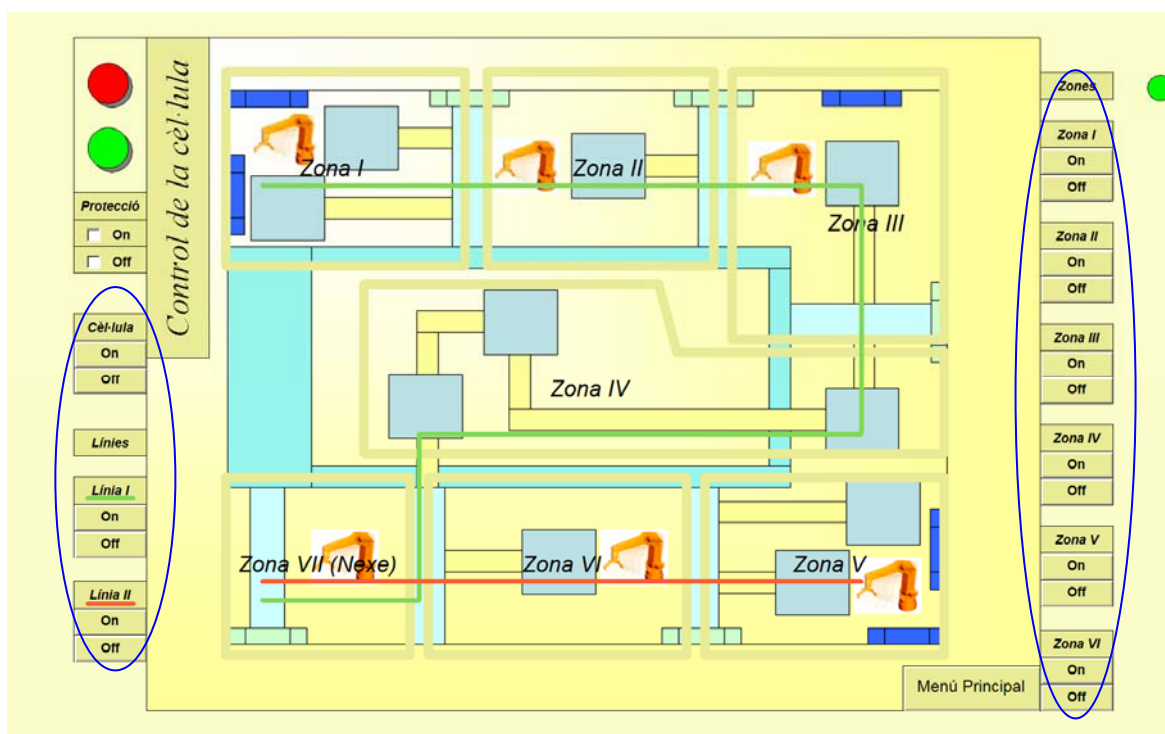 Control de la cèl·lula
Protecció
On
Off
Cèl·lula
On
Off
Línies
Línia I
On
Off
Línia II
On
Off
Zona I
Zona II
Zona III
Zona IV
Zona VII (Nexe)
Zona VI
Zona V
Menú Principal
Zones
Zona I
On
Off
Zona II
On
Off
Zona III
On
Off
Zona IV
On
Off
Zona V
On
Off
Zona VI
On
Off